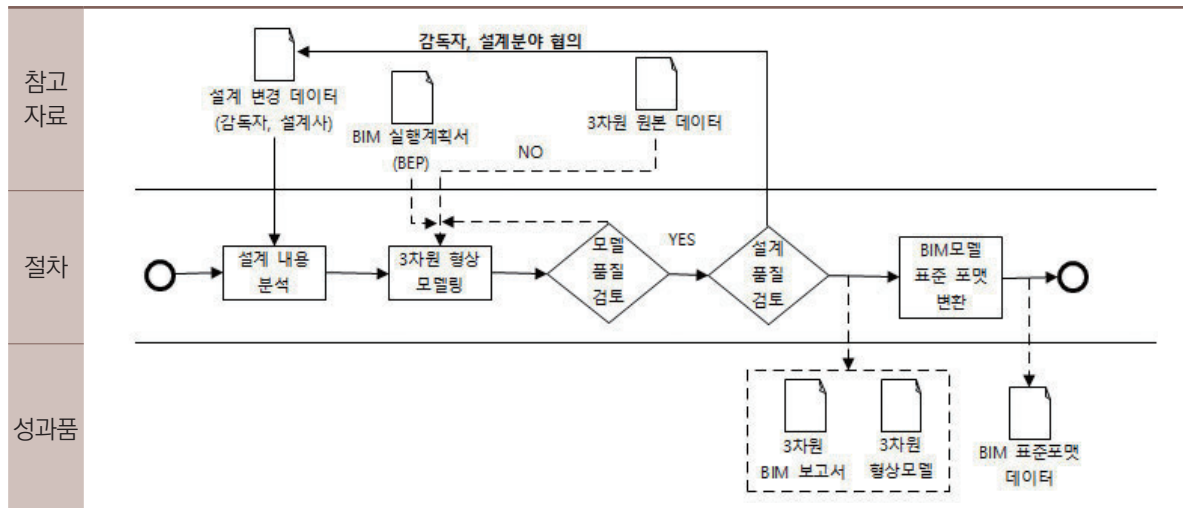 참고
자료
감독자, 설계분야 협의
설계 변경 데이터
(감독자, 설계사)
BIM 실행계획서
(BEP)
3차원 원본 데이터
NO
절차
설계 내용
분석
3차원 형상
모델링
모델
품질
검토
YES
설계
품질
검토
BIM모델
표준 포맷
변환
성과품
3차원
BIM 보고서
3차원
형상모델
BIM 표준포맷
데이터